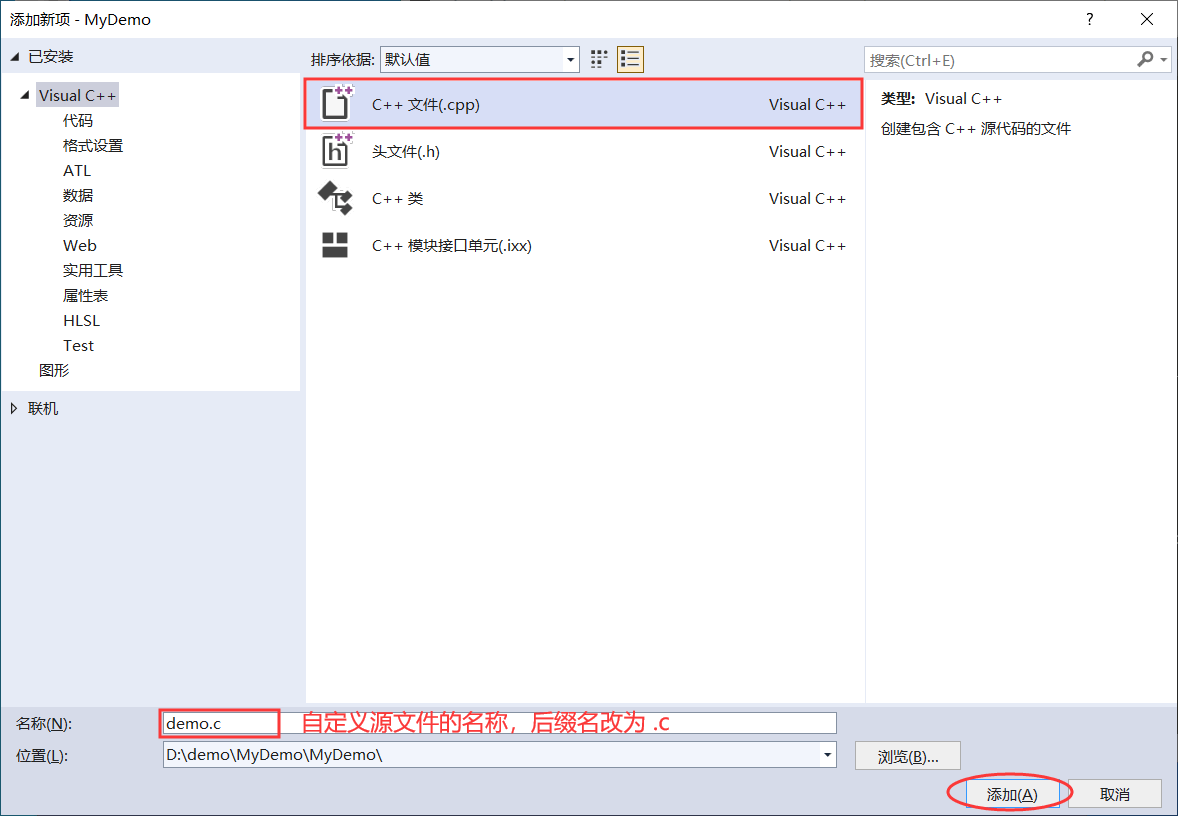 添加新项 - MyDemo
?
已安装
排序依据: 默认值
搜索(Ctrl+E)
Visual C++
代码
格式设置
ATL
数据
资源
Web
实用工具
属性表
HLSL
Test
图形
联机
C++ 文件(.cpp) Visual C++
头文件(.h) Visual C++
C++ 类 Visual C++
C++ 模块接口单元(.ixx) Visual C++
类型: Visual C++
创建包含 C++ 源代码的文件
名称(N): demo.c 自定义源文件的名称，后缀名改为 .c
位置(L): D:\demo\MyDemo\MyDemo\ 浏览(B)...
添加(A) 取消